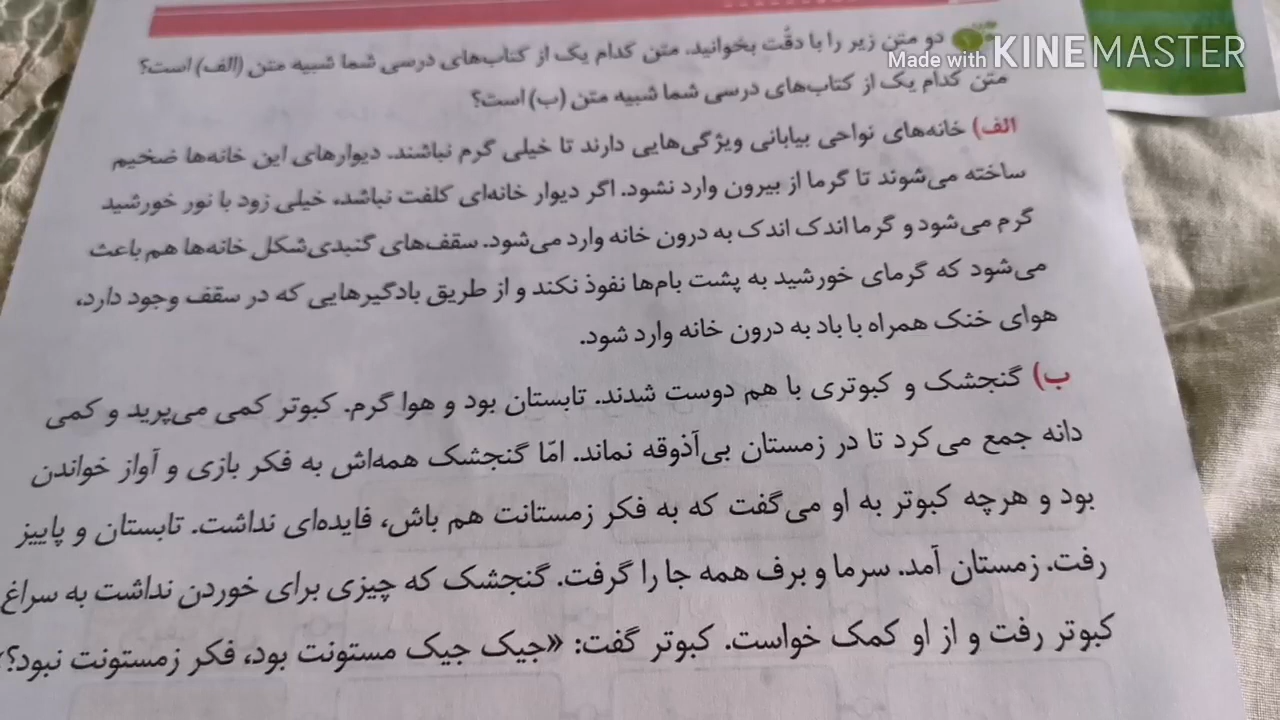 Made with KINEMASTER
دو متن زیر را با دقّت بخوانید. متن کدام یک از کتاب‌های درسی شما شبیه متن (الف) است؟
متن کدام یک از کتاب‌های درسی شما شبیه متن (ب) است؟
الف) خانه‌های نواحی بیابانی ویژگی‌هایی دارند تا خیلی گرم نباشند. دیوارهای این خانه‌ها ضخیم
ساخته می‌شوند تا گرما از بیرون وارد نشود. اگر دیوار خانه‌ای کلفت نباشد، خیلی زود با نور خورشید
گرم می‌شود و گرما اندک اندک به درون خانه وارد می‌شود. سقف‌های گنبدی‌شکل خانه‌ها هم باعث
می‌شود که گرمای خورشید به پشت بام‌ها نفوذ نکند و از طریق بادگیرهایی که در سقف وجود دارد،
هوای خنک همراه با باد به درون خانه وارد شود.
ب) گنجشک و کبوتری با هم دوست شدند. تابستان بود و هوا گرم. کبوتر کمی می‌پرید و کمی
دانه جمع می‌کرد تا در زمستان بی‌آذوقه نماند. امّا گنجشک همه‌اش به فکر بازی و آواز خواندن
بود و هرچه کبوتر به او می‌گفت که به فکر زمستانت هم باش، فایده‌ای نداشت. تابستان و پاییز
رفت. زمستان آمد. سرما و برف همه جا را گرفت. گنجشک که چیزی برای خوردن نداشت به سراغ
کبوتر رفت و از او کمک خواست. کبوتر گفت: «جیک جیک مستونت بود، فکر زمستونت نبود؟»